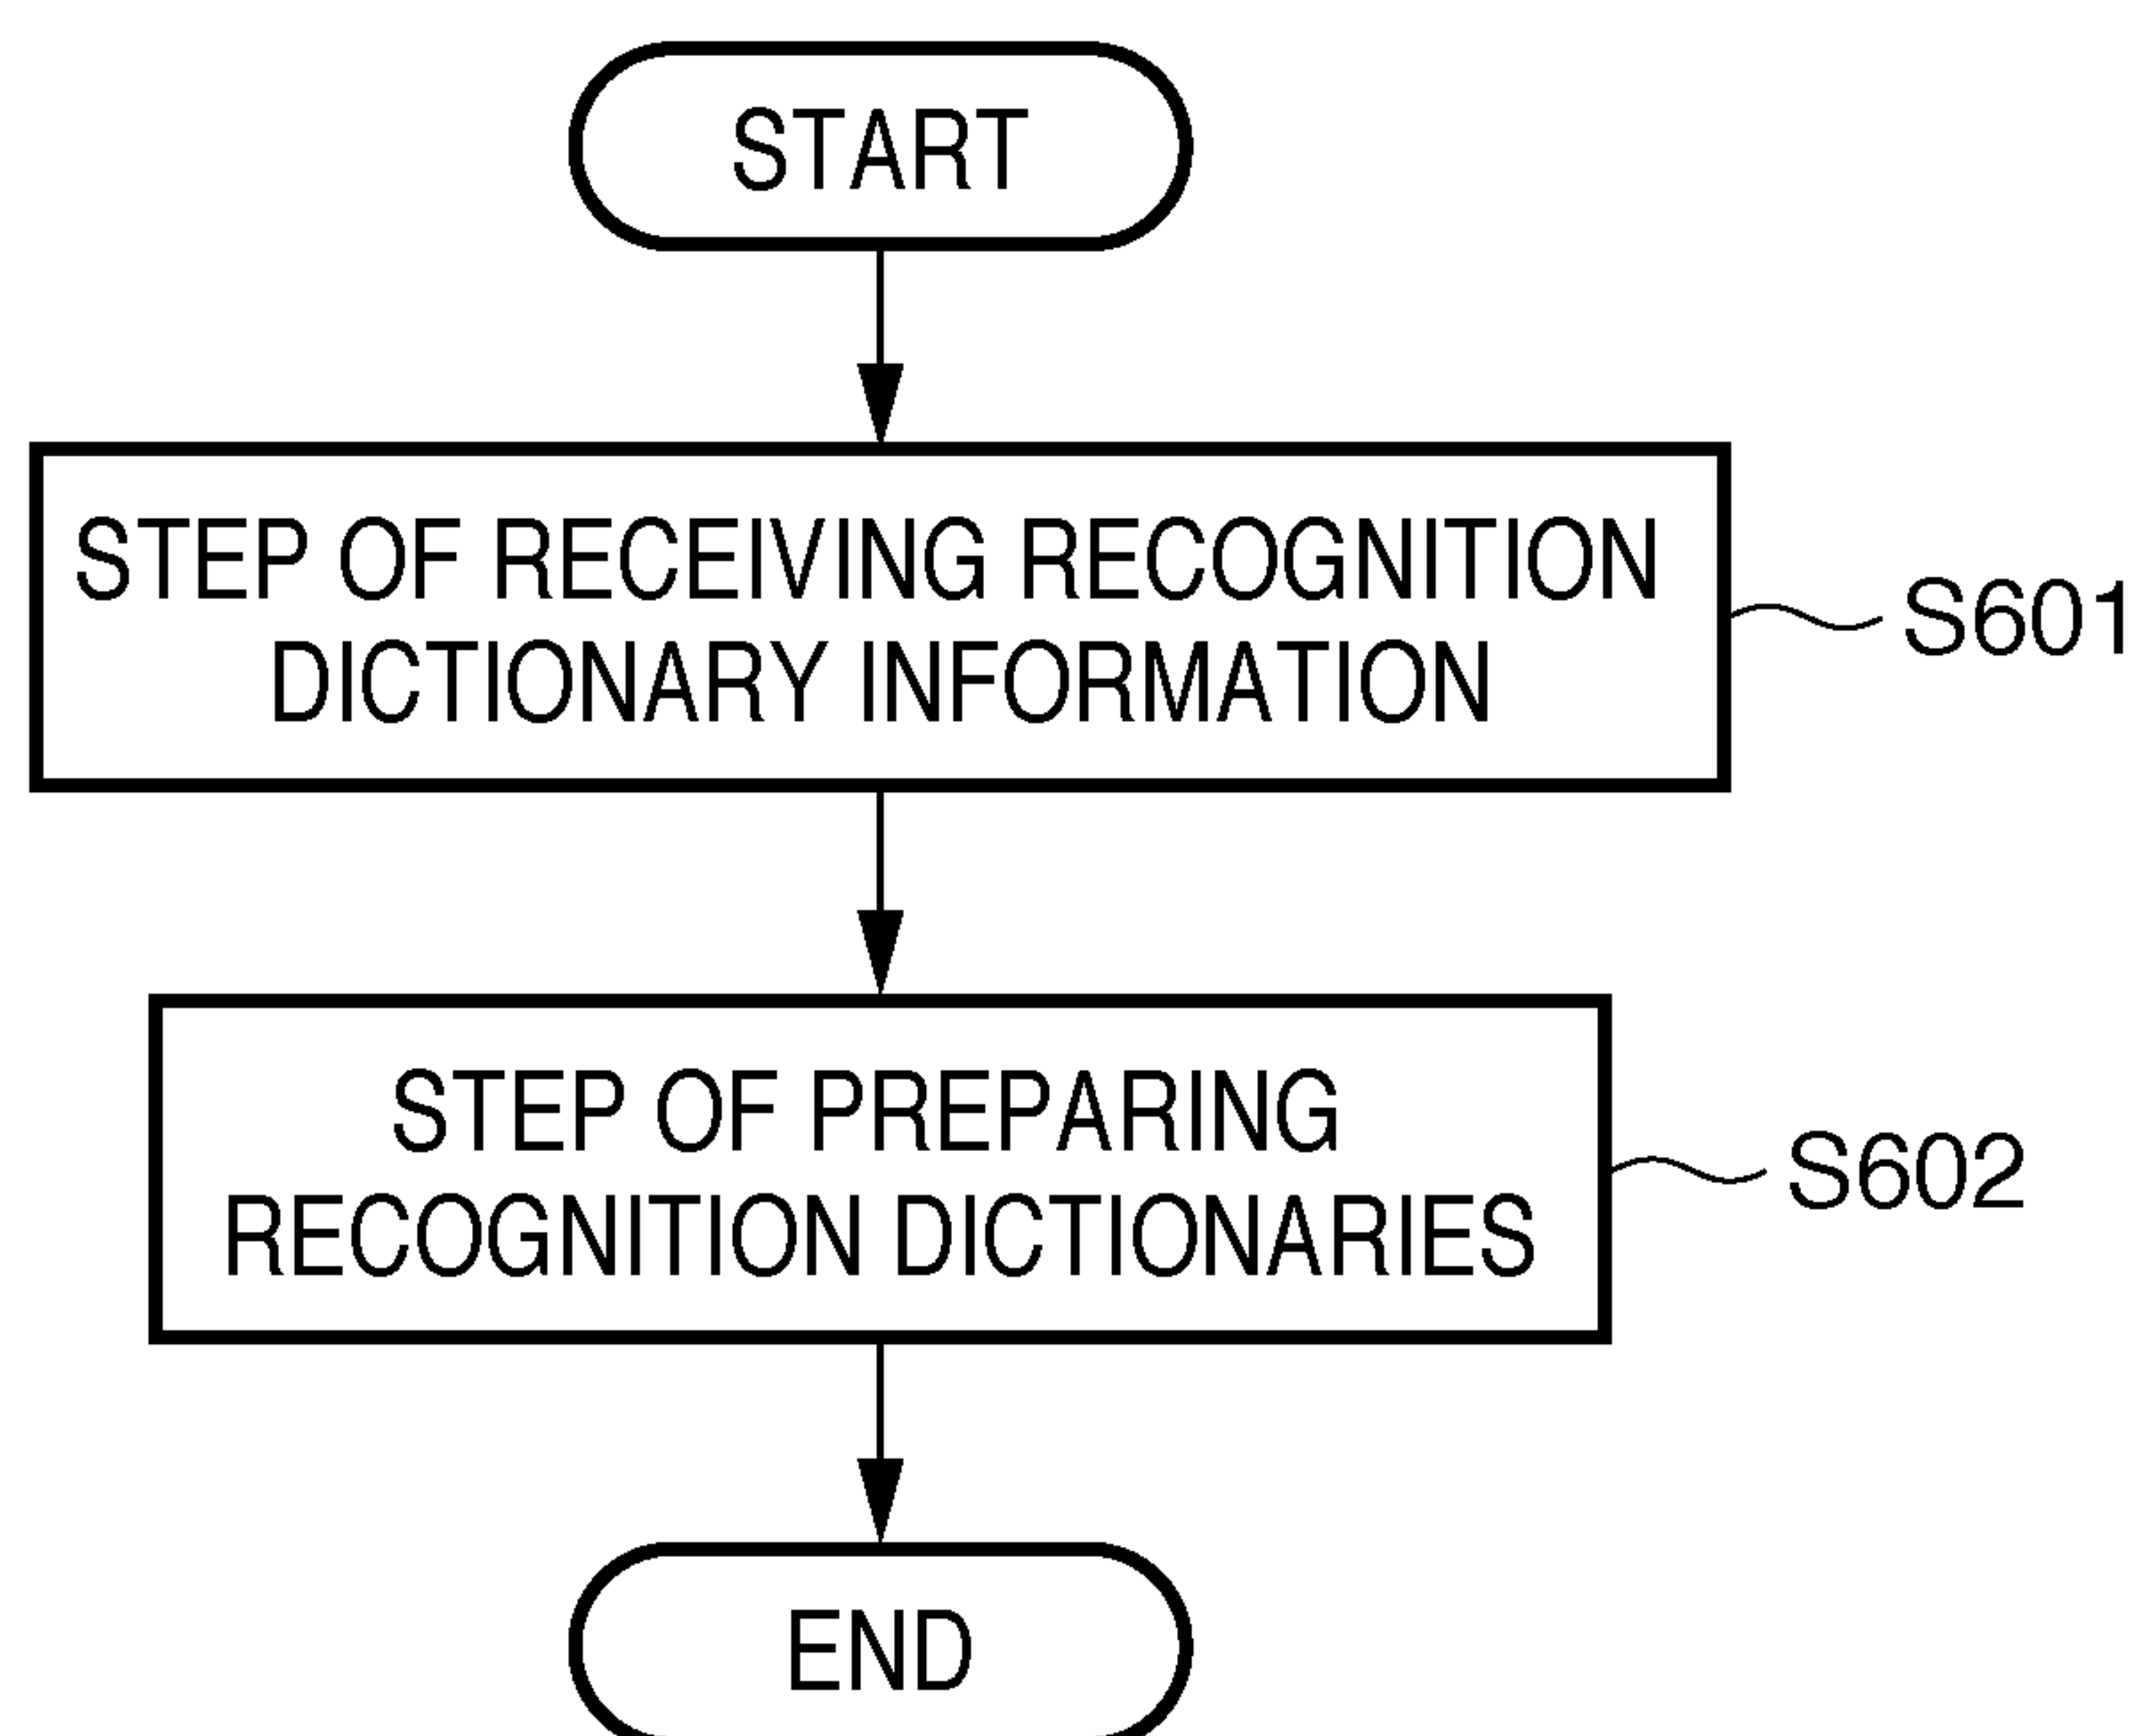 START
STEP OF RECEIVING RECOGNITION
DICTIONARY INFORMATION
S601
STEP OF PREPARING
RECOGNITION DICTIONARIES
S602
END